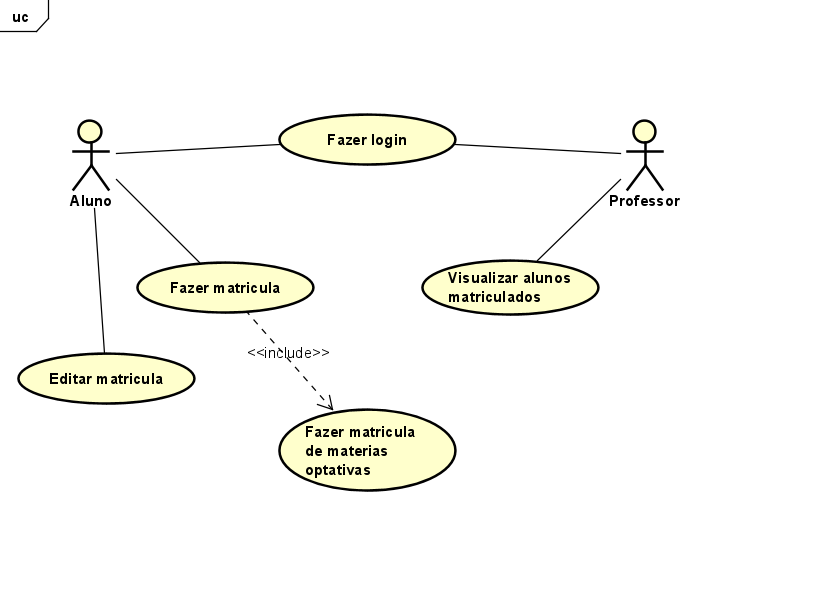 uc
Fazer login
Aluno
Professor
Fazer matricula
Visualizar alunos
matriculados
<<include>>
Editar matricula
Fazer matricula
de materias
optativas